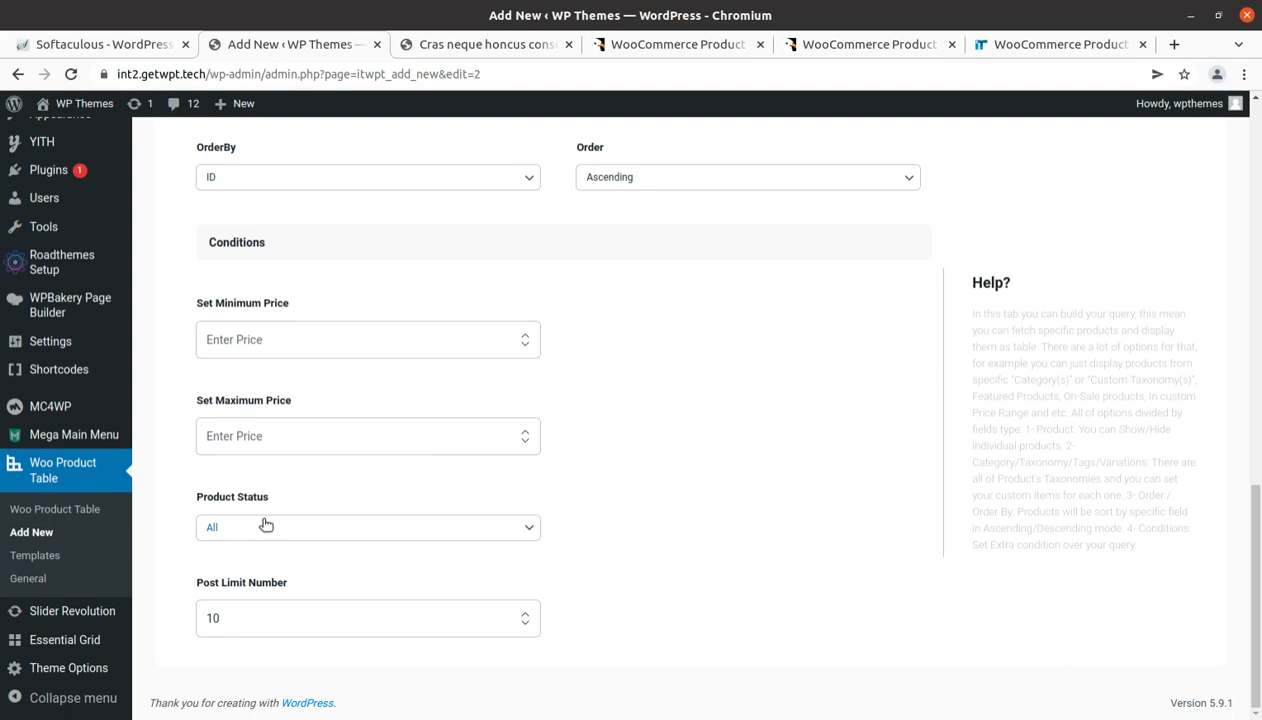 Add New ‹ WP Themes — WordPress - Chromium
Softaculous - WordPress
Add New ‹ WP Themes —
Cras neque honcus cons
WooCommerce Product
WooCommerce Product
WooCommerce Product
int2.getwpt.tech/wp-admin/admin.php?page=itwpt_add_new&edit=2
WP Themes
1
12
New
Howdy, wpthemes
Appearance
YITH
Plugins 1
Users
Tools
Roadthemes
Setup
WPBakery Page
Builder
Settings
Shortcodes
MC4WP
Mega Main Menu
Woo Product
Table
Woo Product Table
Add New
Templates
General
Slider Revolution
Essential Grid
Theme Options
Collapse menu
OrderBy
ID
Order
Ascending
Conditions
Set Minimum Price
Enter Price
Set Maximum Price
Enter Price
Product Status
All
Post Limit Number
10
Help?
In this tab you can build your query, this mean
you can fetch specific products and display
them as table. There are a lot of options for that,
for example you can just display products from
specific "Category(s)" or "Custom Taxonomy(s)",
Featured Products, On-Sale products, In custom
Price Range and etc. All of options divided by
fields type: 1- Product: You can Show/Hide
individual products. 2-
Category/Taxonomy/Tags/Variations: There are
all of Product's Taxonomies and you can set
your custom items for each one. 3- Order /
Order By: Products will be sort by specific field
in Ascending/Descending mode. 4- Conditions:
Set Extra condition over your query.
Thank you for creating with WordPress.
Version 5.9.1